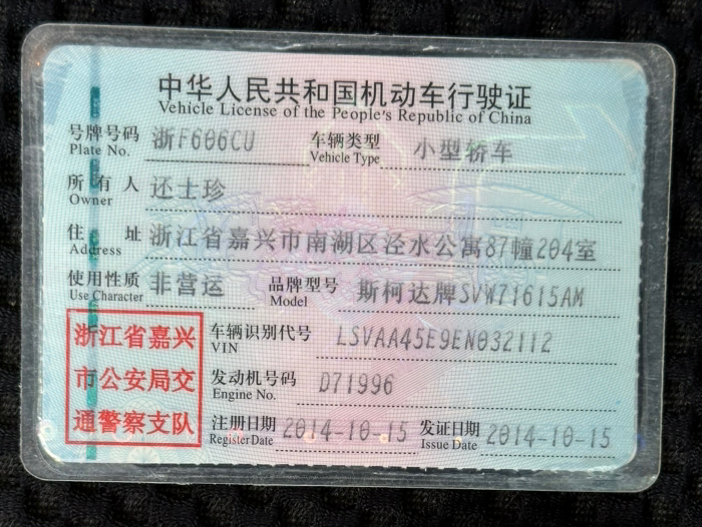 中华人民共和国机动车行驶证
Vehicle License of the People's Republic of China
号牌号码 浙F606CU 车辆类型 小型轿车
Plate No. Vehicle Type
所有人 还士珍
Owner
住址 浙江省嘉兴市南湖区泾水公寓87幢204室
Address
使用性质 非营运 品牌型号 斯柯达牌SVW71615AM
Use Character Model
浙江省嘉兴
市公安局交
通警察支队
车辆识别代号 LSVAA45E9EN032112
VIN
发动机号码 D71996
Engine No.
注册日期 2014-10-15 发证日期 2014-10-15
Register Date Issue Date